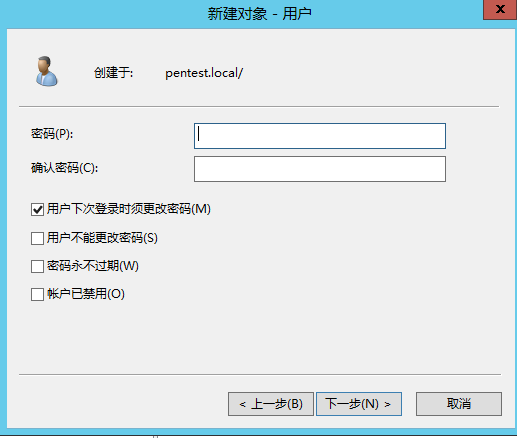 新建对象 - 用户
x
创建于: pentest.local/
密码(P):
确认密码(C):
用户下次登录时须更改密码(M)
用户不能更改密码(S)
密码永不过期(W)
帐户已禁用(O)
< 上一步(B) 下一步(N) > 取消